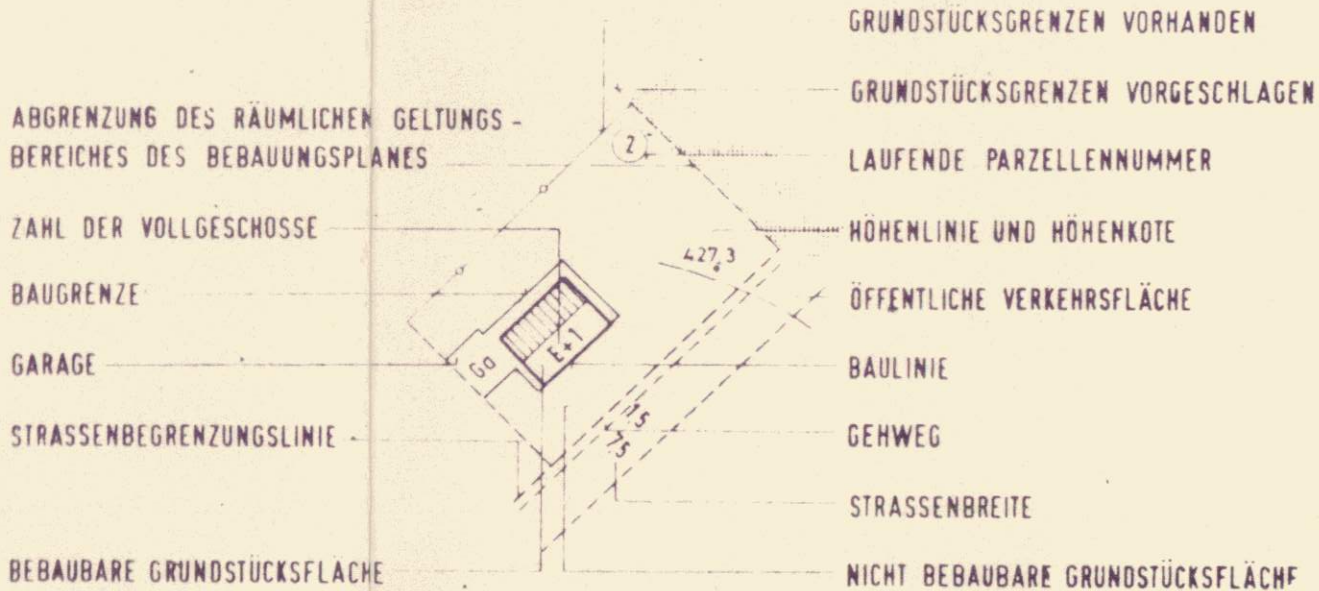 GRUNDSTÜCKSGRENZEN VORHANDEN
GRUNDSTÜCKSGRENZEN VORGESCHLAGEN
ABGRENZUNG DES RÄUMLICHEN GELTUNGS-
BEREICHES DES BEBAUUNGSPLANES
2
LAUFENDE PARZELLENNUMMER
ZAHL DER VOLLGESCHOSSE
HÖHENLINIE UND HÖHENKOTE
427,3
BAUGRENZE
ÖFFENTLICHE VERKEHRSFLÄCHE
E+1
Ga
GARAGE
BAULINIE
1,5
STRASSENBEGRENZUNGSLINIE
GEHWEG
7,5
STRASSENBREITE
BEBAUBARE GRUNDSTÜCKSFLÄCHE
NICHT BEBAUBARE GRUNDSTÜCKSFLÄCHE